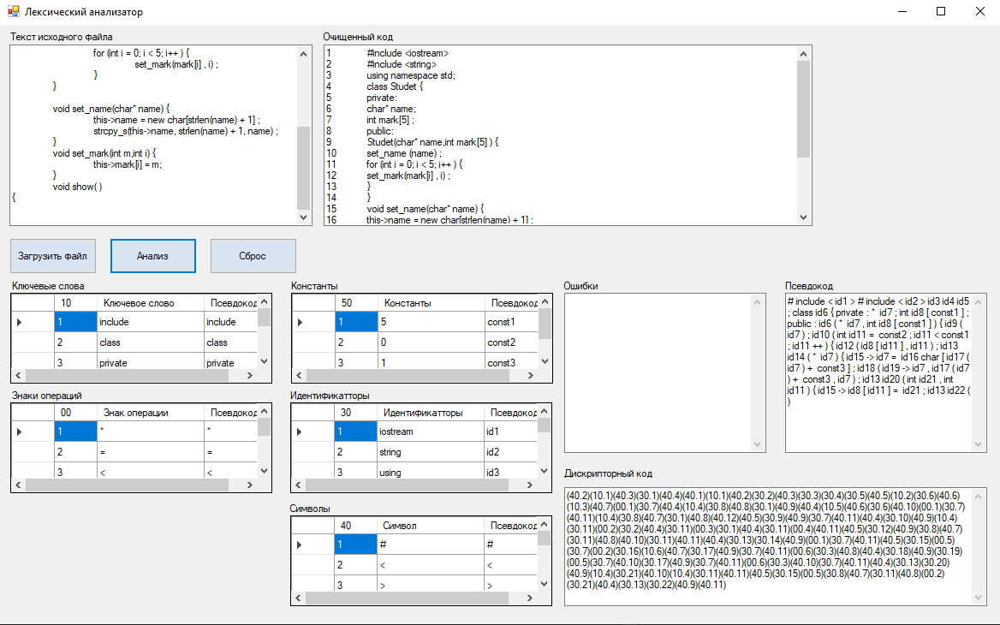 Лексический анализатор
Текст исходного файла
for (int i = 0; i < 5; i++ ) {
set_mark(mark[i] , i) ;
}
}
void set_name(char* name) {
this->name = new char[strlen(name) + 1] ;
strcpy_s(this->name, strlen(name) + 1, name) ;
}
void set_mark(int m,int i) {
this->mark[i] = m;
}
void show( )
{
Очищенный код
1 #include <iostream>
2 #include <string>
3 using namespace std;
4 class Studet {
5 private:
6 char* name;
7 int mark[5] ;
8 public:
9 Studet(char* name,int mark[5] ) {
10 set_name (name) ;
11 for (int i = 0; i < 5; i++ ) {
12 set_mark(mark[i] , i) ;
13 }
14 }
15 void set_name(char* name) {
16 this->name = new char[strlen(name) + 1] ;
Загрузить файл
Анализ
Сброс
Ключевые слова
10 Ключевое слово Псевдокод
1 include include
2 class class
3 private private
Константы
50 Константы Псевдокод
1 5 const1
2 0 const2
3 1 const3
Ошибки
Псевдокод
# include < id1 > # include < id2 > id3 id4 id5
; class id6 { private : * id7 ; int id8 [ const1 ] ;
public : id6 ( * id7 , int id8 [ const1 ] ) { id9 (
id7 ) ; id10 ( int id11 = const2 ; id11 < const1
; id11 ++ ) { id12 ( id8 [ id11 ] , id11 ) ; id13
id14 ( * id7 ) { id15 -> id7 = id16 char [ id17 (
id7 ) + const3 ] ; id18 ( id19 -> id7 , id17 ( id7
) + const3 , id7 ) ; id13 id20 ( int id21 , int
id11 ) { id15 -> id8 [ id11 ] = id21 ; id13 id22 (
)
Знаки операций
00 Знак операции Псевдокод
1 * *
2 = =
3 < <
Идентификатторы
30 Идентификатторы Псевдокод
1 iostream id1
2 string id2
3 using id3
Символы
40 Символ Псевдокод
1 # #
2 < <
3 > >
Дискрипторный код
(40.2)(10.1)(40.3)(30.1)(40.4)(40.1)(10.1)(40.2)(30.2)(40.3)(30.3)(30.4)(30.5)(40.5)(10.2)(30.6)(40.6)
(10.3)(40.7)(00.1)(30.7)(40.4)(10.4)(30.8)(40.8)(30.1)(40.9)(40.4)(10.5)(40.6)(30.6)(40.10)(00.1)(30.7)
(40.11)(10.4)(30.8)(40.7)(30.1)(40.8)(40.12)(40.5)(30.9)(40.9)(30.7)(40.11)(40.4)(30.10)(40.9)(10.4)
(30.11)(00.2)(30.2)(40.4)(30.11)(00.3)(30.1)(40.4)(30.11)(00.4)(40.11)(40.5)(30.12)(40.9)(30.8)(40.7)
(30.11)(40.8)(40.10)(30.11)(40.11)(40.4)(30.13)(30.14)(40.9)(00.1)(30.7)(40.11)(40.5)(30.15)(00.5)
(30.7)(00.2)(30.16)(10.6)(40.7)(30.17)(40.9)(30.7)(40.11)(00.6)(30.3)(40.8)(40.4)(30.18)(40.9)(30.19)
(00.5)(30.7)(40.10)(30.17)(40.9)(30.7)(40.11)(00.6)(30.3)(40.10)(30.7)(40.11)(40.4)(30.13)(30.20)
(40.9)(10.4)(30.21)(40.10)(10.4)(30.11)(40.11)(40.5)(30.15)(00.5)(30.8)(40.7)(30.11)(40.8)(00.2)
(30.21)(40.4)(30.13)(30.22)(40.9)(40.11)